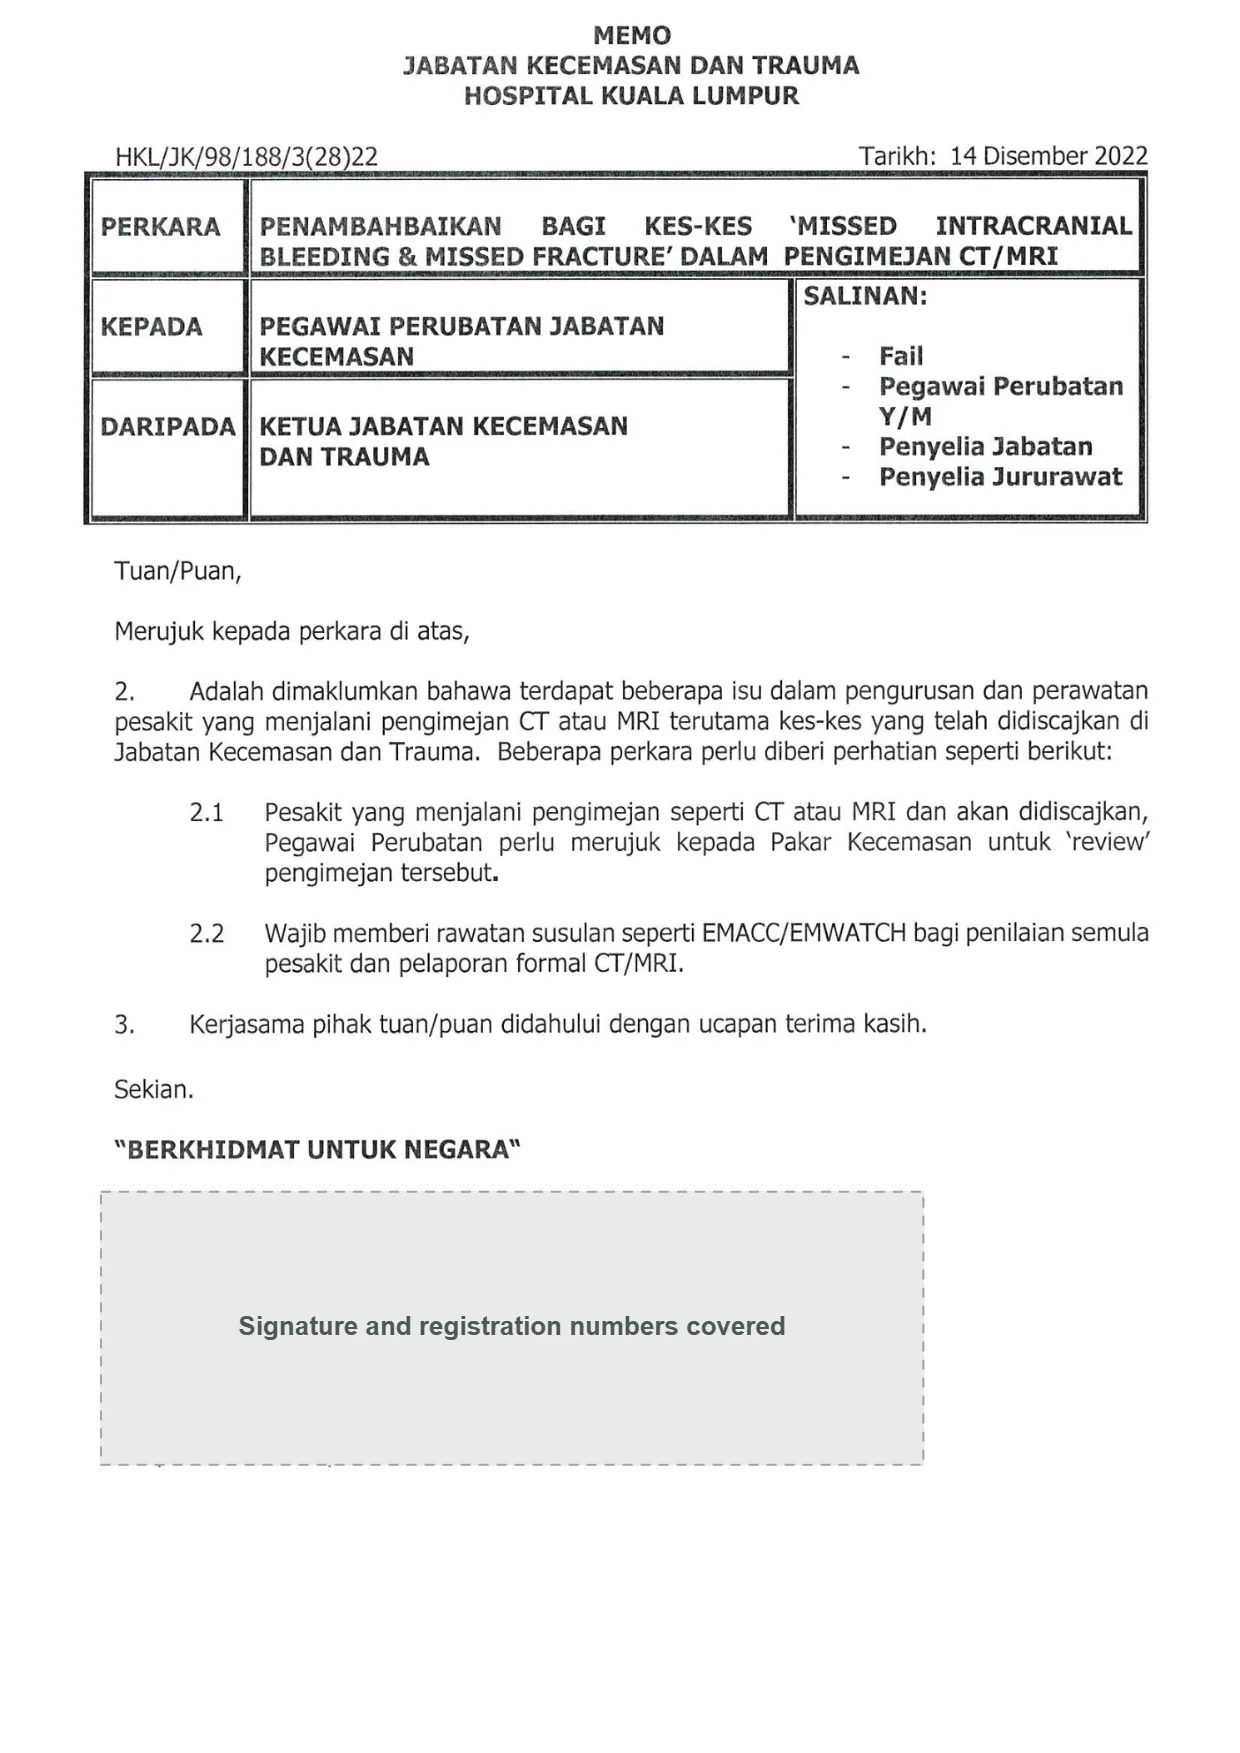 MEMO
JABATAN KECEMASAN DAN TRAUMA
HOSPITAL KUALA LUMPUR
HKL/JK/98/188/3(28)22
Tarikh: 14 Disember 2022
PERKARA
PENAMBAHBAIKAN BAGI KES-KES ‘MISSED INTRACRANIAL
BLEEDING & MISSED FRACTURE’ DALAM PENGIMEJAN CT/MRI
KEPADA
PEGAWAI PERUBATAN JABATAN
KECEMASAN
DARIPADA
KETUA JABATAN KECEMASAN
DAN TRAUMA
SALINAN:
- Fail
- Pegawai Perubatan
Y/M
- Penyelia Jabatan
- Penyelia Jururawat
Tuan/Puan,
Merujuk kepada perkara di atas,
2. Adalah dimaklumkan bahawa terdapat beberapa isu dalam pengurusan dan perawatan
pesakit yang menjalani pengimejan CT atau MRI terutama kes-kes yang telah didiscajkan di
Jabatan Kecemasan dan Trauma. Beberapa perkara perlu diberi perhatian seperti berikut:
2.1 Pesakit yang menjalani pengimejan seperti CT atau MRI dan akan didiscajkan,
Pegawai Perubatan perlu merujuk kepada Pakar Kecemasan untuk ‘review’
pengimejan tersebut.
2.2 Wajib memberi rawatan susulan seperti EMACC/EMWATCH bagi penilaian semula
pesakit dan pelaporan formal CT/MRI.
3. Kerjasama pihak tuan/puan didahului dengan ucapan terima kasih.
Sekian.
“BERKHIDMAT UNTUK NEGARA“
Signature and registration numbers covered